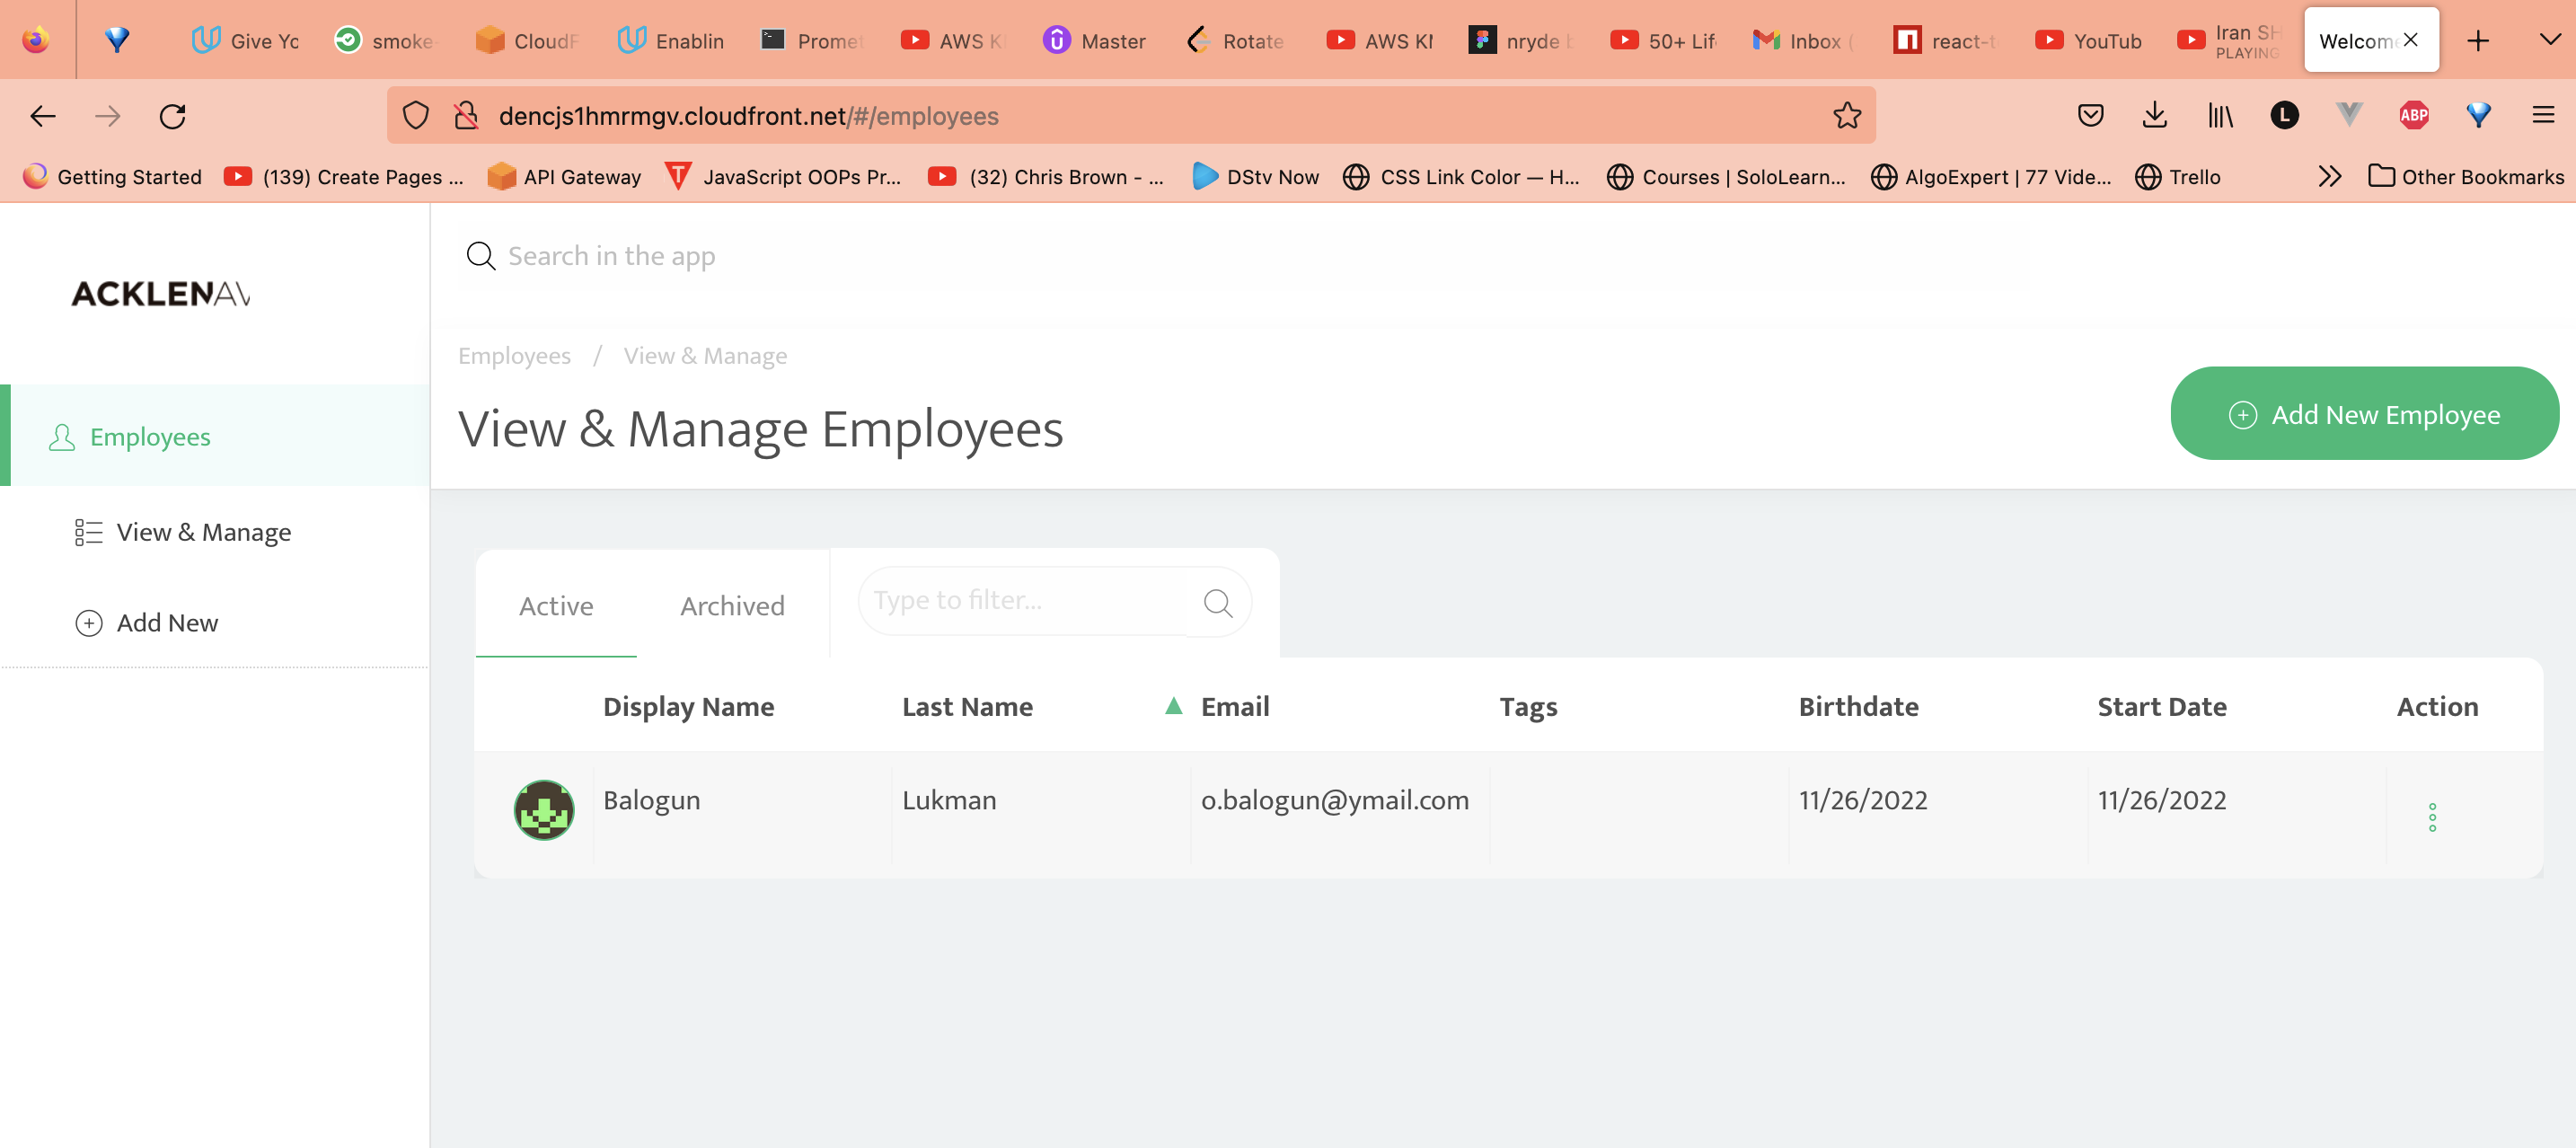 Give Yo smoke- CloudF Enablin Promet AWS K Master Rotate AWS KI nryde b 50+ Lif Inbox ( react-t YouTub Iran SH Welcome
PLAYING
dencjs1hmrmgv.cloudfront.net/#/employees
L ABP
Getting Started (139) Create Pages ... API Gateway JavaScript OOPs Pr... (32) Chris Brown - ... DStv Now CSS Link Color — H... Courses | SoloLearn... AlgoExpert | 77 Vide... Trello Other Bookmarks
Search in the app
ACKLENAV
Employees / View & Manage
View & Manage Employees
Add New Employee
Employees
View & Manage
Add New
Active Archived Type to filter...
Display Name Last Name Email Tags Birthdate Start Date Action
Balogun Lukman o.balogun@ymail.com 11/26/2022 11/26/2022